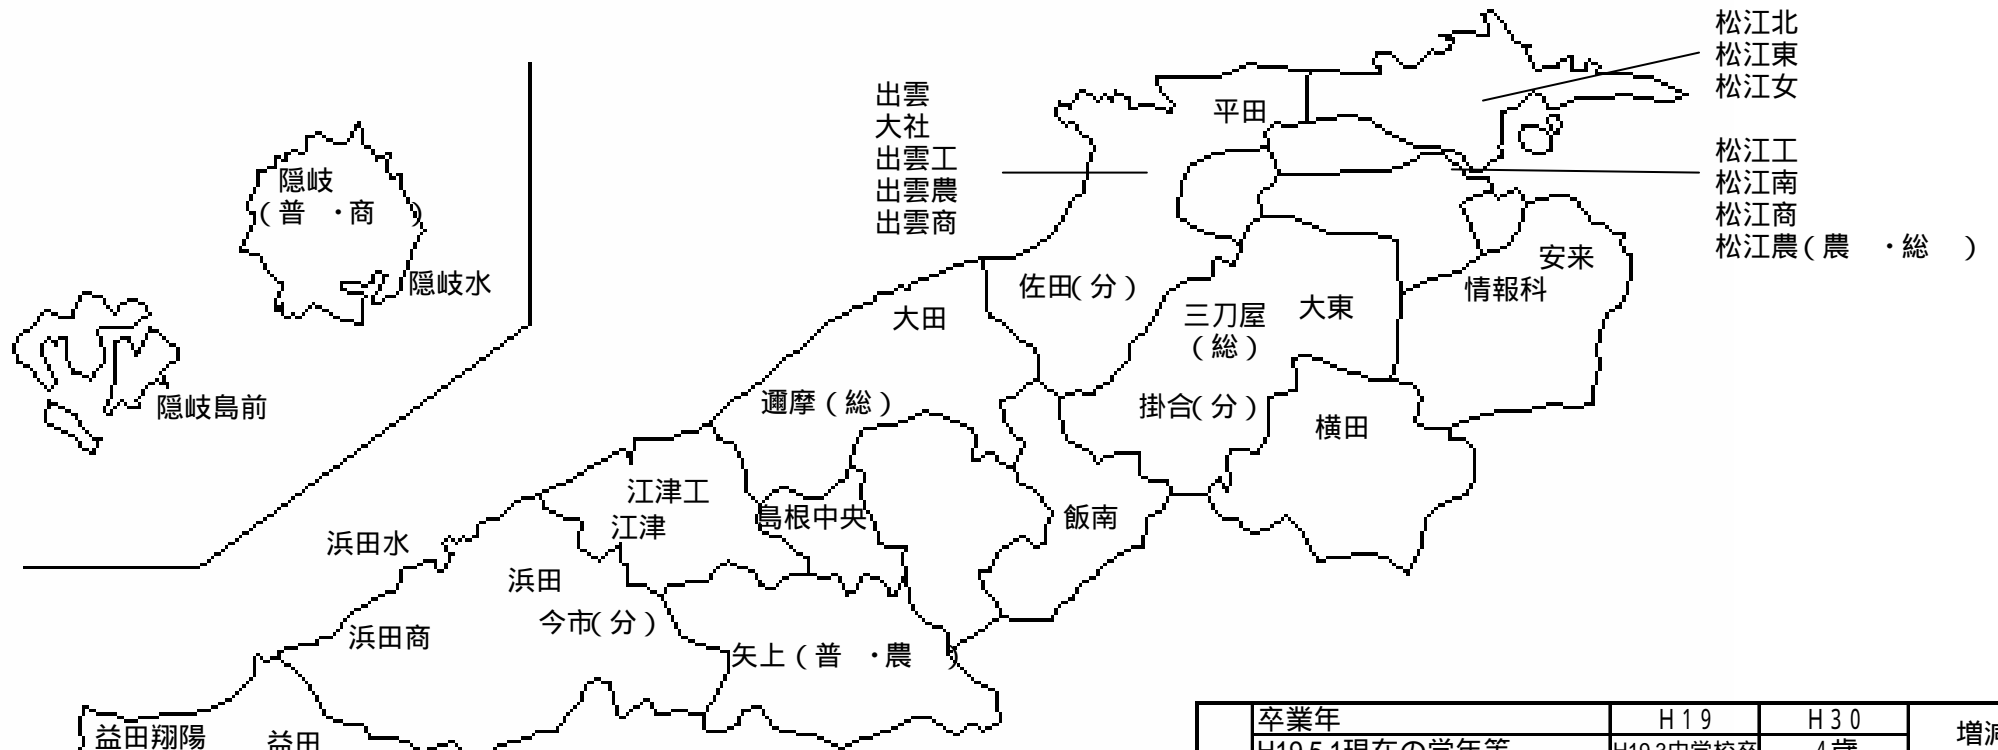 松江北
松江東
松江女
出雲
大社
出雲工
出雲農
出雲商
平田
松江工
松江南
松江商
松江農(農 ・総 )
隠岐
(普 ・商 )
隠岐水
隠岐島前
安来
情報科
佐田(分)
大田
三刀屋
(総)
大東
邇摩(総)
掛合(分)
横田
江津工
江津
島根中央
飯南
浜田水
浜田
今市(分)
浜田商
矢上(普 ・農 )
益田翔陽
益田
卒業年 H19 H30
増減
H19.5.1現在の学年等 H19.3中学校卒 4歳